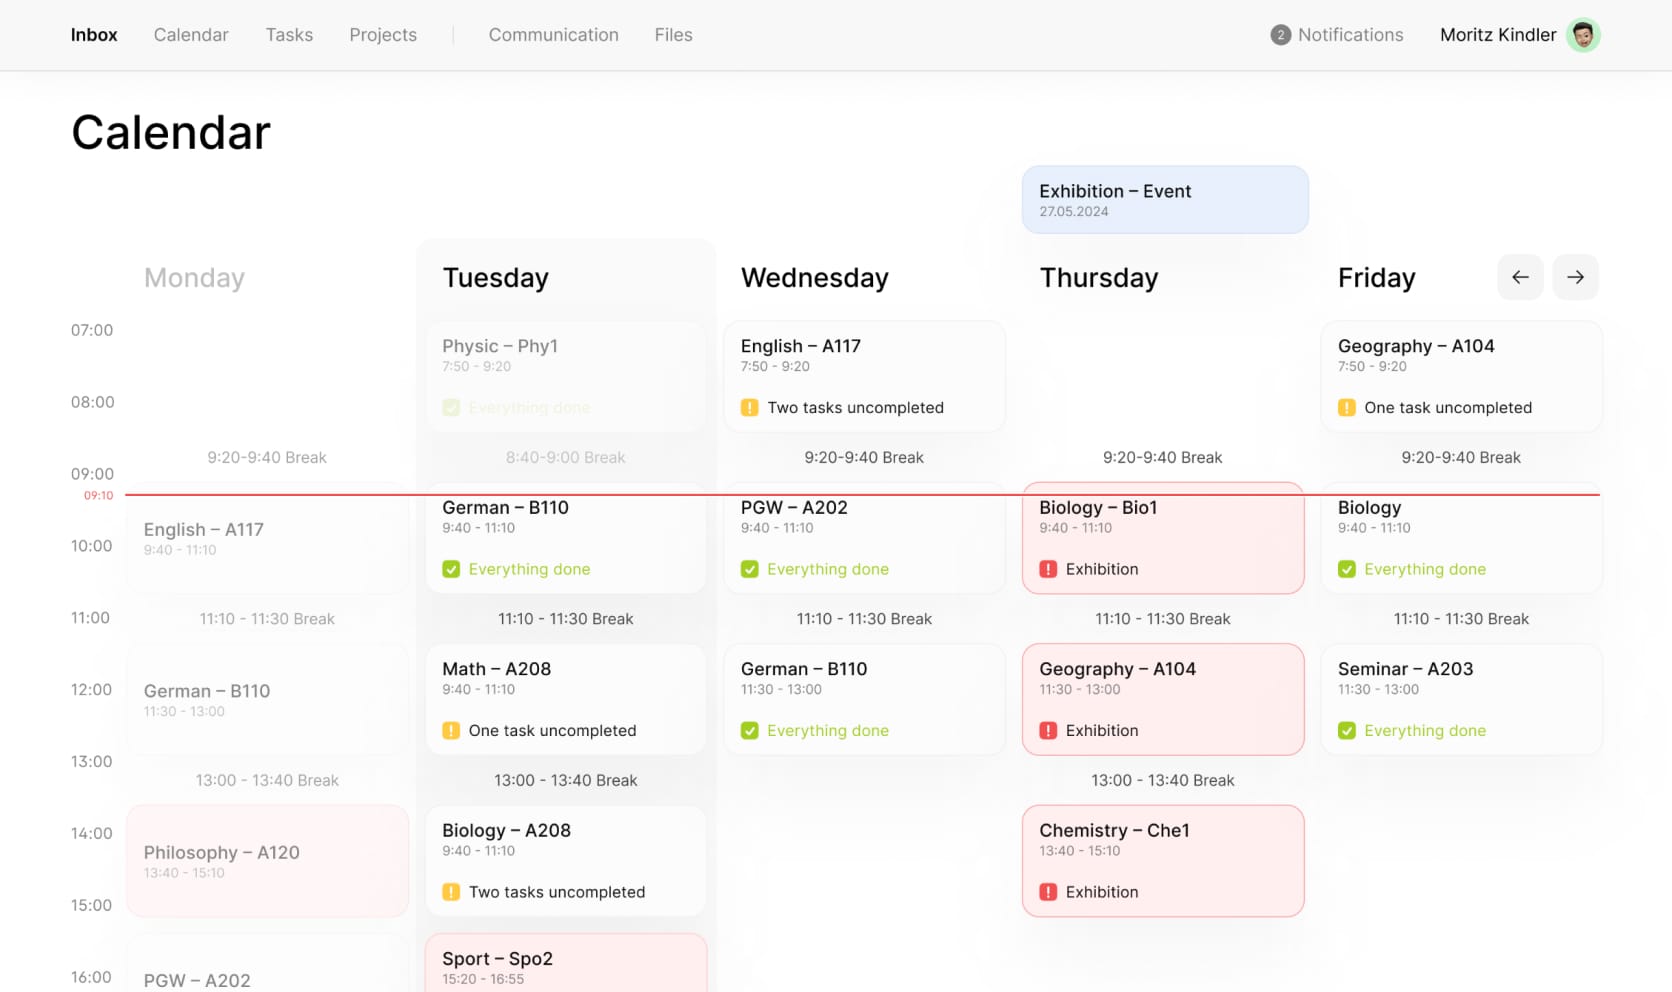 Inbox
Calendar
Tasks
Projects
Communication
Files
2
Notifications
Moritz Kindler
Calendar
Exhibition – Event
27.05.2024
Monday
Tuesday
Wednesday
Thursday
Friday
07:00
08:00
09:00
09:10
10:00
11:00
12:00
13:00
14:00
15:00
16:00
9:20-9:40 Break
English – A117
9:40 - 11:10
11:10 - 11:30 Break
German – B110
11:30 - 13:00
13:00 - 13:40 Break
Philosophy – A120
13:40 - 15:10
PGW – A202
Physic – Phy1
7:50 - 9:20
Everything done
8:40-9:00 Break
German – B110
9:40 - 11:10
Everything done
11:10 - 11:30 Break
Math – A208
9:40 - 11:10
One task uncompleted
13:00 - 13:40 Break
Biology – A208
9:40 - 11:10
Two tasks uncompleted
Sport – Spo2
15:20 - 16:55
English – A117
7:50 - 9:20
Two tasks uncompleted
9:20-9:40 Break
PGW – A202
9:40 - 11:10
Everything done
11:10 - 11:30 Break
German – B110
11:30 - 13:00
Everything done
9:20-9:40 Break
Biology – Bio1
9:40 - 11:10
Exhibition
11:10 - 11:30 Break
Geography – A104
11:30 - 13:00
Exhibition
13:00 - 13:40 Break
Chemistry – Che1
13:40 - 15:10
Exhibition
Geography – A104
7:50 - 9:20
One task uncompleted
9:20-9:40 Break
Biology
9:40 - 11:10
Everything done
11:10 - 11:30 Break
Seminar – A203
11:30 - 13:00
Everything done